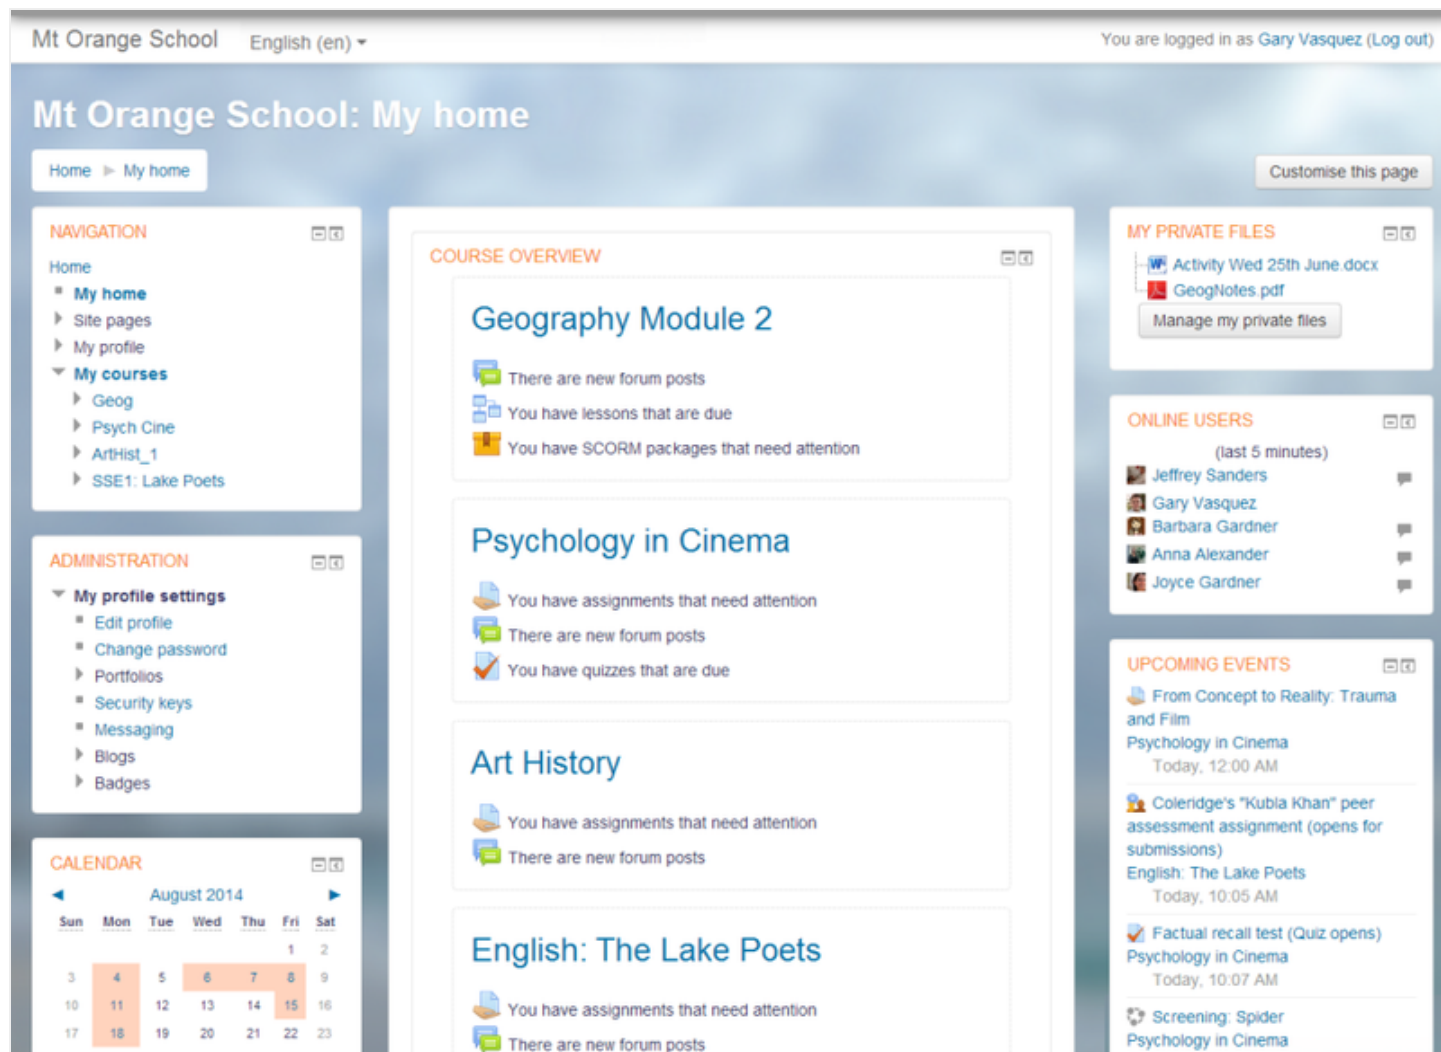 Mt Orange School English (en)
You are logged in as Gary Vasquez (Log out)
Mt Orange School: My home
Home My home
Customise this page
NAVIGATION
Home
My home
Site pages
My profile
My courses
Geog
Psych Cine
ArtHist_1
SSE1: Lake Poets
ADMINISTRATION
My profile settings
Edit profile
Change password
Portfolios
Security keys
Messaging
Blogs
Badges
CALENDAR
August 2014
Sun Mon Tue Wed Thu Fri Sat
1 2
3 4 5 6 7 8 9
10 11 12 13 14 15 16
17 18 19 20 21 22 23
COURSE OVERVIEW
Geography Module 2
There are new forum posts
You have lessons that are due
You have SCORM packages that need attention
Psychology in Cinema
You have assignments that need attention
There are new forum posts
You have quizzes that are due
Art History
You have assignments that need attention
There are new forum posts
English: The Lake Poets
You have assignments that need attention
There are new forum posts
MY PRIVATE FILES
Activity Wed 25th June.docx
GeogNotes.pdf
Manage my private files
ONLINE USERS
(last 5 minutes)
Jeffrey Sanders
Gary Vasquez
Barbara Gardner
Anna Alexander
Joyce Gardner
UPCOMING EVENTS
From Concept to Reality: Trauma
and Film
Psychology in Cinema
Today, 12:00 AM
Coleridge's "Kubla Khan" peer
assessment assignment (opens for
submissions)
English: The Lake Poets
Today, 10:05 AM
Factual recall test (Quiz opens)
Psychology in Cinema
Today, 10:07 AM
Screening: Spider
Psychology in Cinema